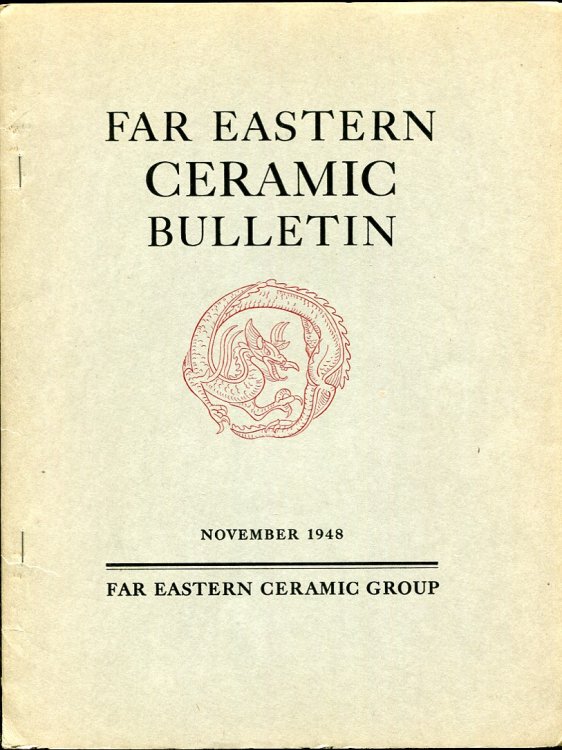 FAR EASTERN
CERAMIC
BULLETIN
NOVEMBER 1948
FAR EASTERN CERAMIC GROUP